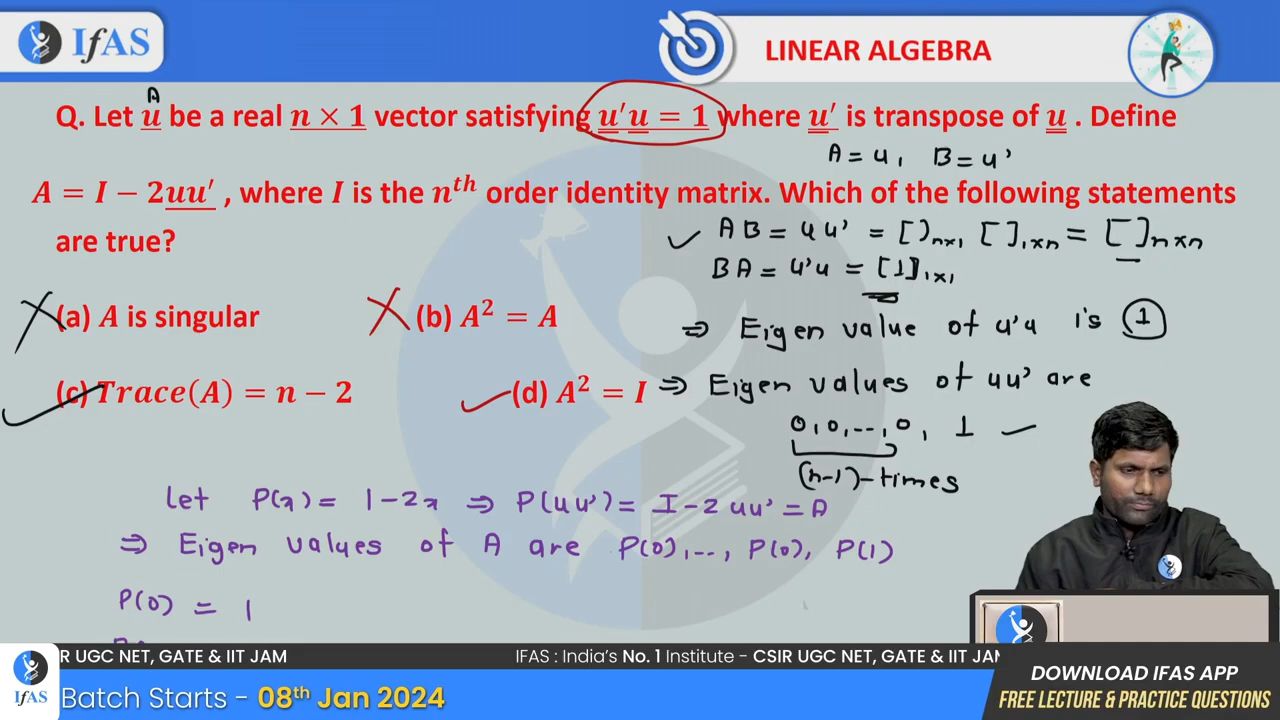 IfAS
LINEAR ALGEBRA
A
Q. Let u be a real n × 1 vector satisfying u′u = 1 where u′ is transpose of u . Define
A = u, B = u'
A = I − 2uu′ , where I is the nᵗʰ order identity matrix. Which of the following statements
are true?
AB = uu' = [ ]n×1 [ ]1×n = [ ]n×n
BA = u'u = [1]1×1
(a) A is singular
(b) A² = A
⇒ Eigen value of u'u is 1
(c) Trace(A) = n − 2
(d) A² = I
⇒ Eigen values of uu' are
0, 0, ..., 0, 1
(n-1)-times
Let P(x) = 1-2x ⇒ P(uu') = I-2uu' = A
⇒ Eigen values of A are P(0), .., P(0), P(1)
P(0) = 1
R UGC NET, GATE & IIT JAM
IFAS : India's No. 1 Institute - CSIR UGC NET, GATE & IIT JAM
IfAS
Batch Starts - 08th Jan 2024
DOWNLOAD IFAS APP
FREE LECTURE & PRACTICE QUESTIONS